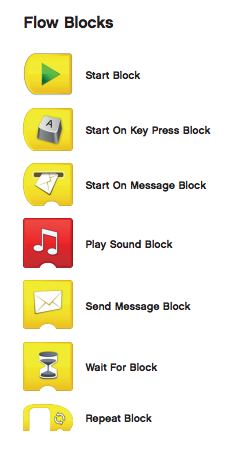 Flow Blocks
Start Block
A
Start On Key Press Block
Start On Message Block
Play Sound Block
Send Message Block
Wait For Block
Repeat Block